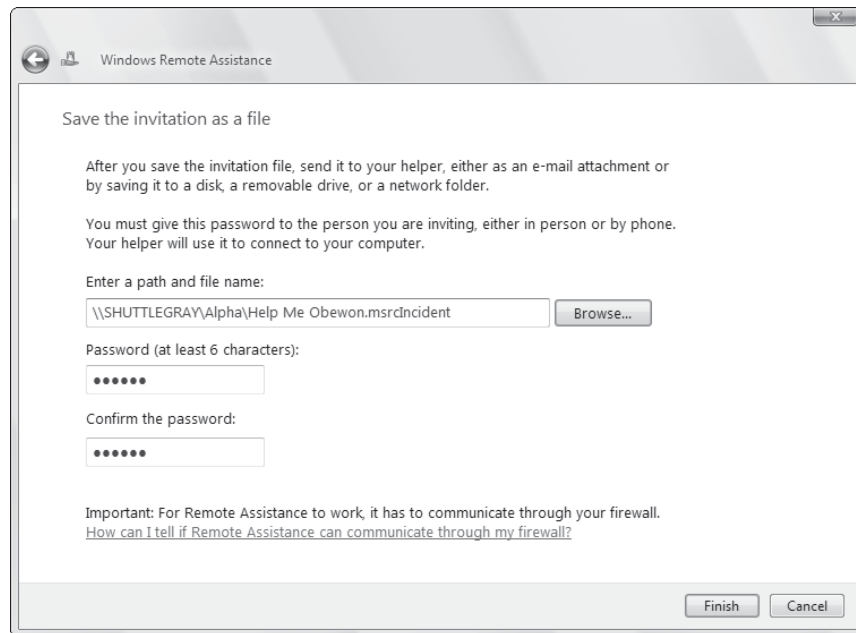 Windows Remote Assistance
Save the invitation as a file
After you save the invitation file, send it to your helper, either as an e-mail attachment or
by saving it to a disk, a removable drive, or a network folder.
You must give this password to the person you are inviting, either in person or by phone.
Your helper will use it to connect to your computer.
Enter a path and file name:
\\SHUTTLEGRAY\Alpha\Help Me Obewon.msrcIncident
Browse...
Password (at least 6 characters):
●●●●●●
Confirm the password:
●●●●●●
Important: For Remote Assistance to work, it has to communicate through your firewall.
How can I tell if Remote Assistance can communicate through my firewall?
Finish Cancel